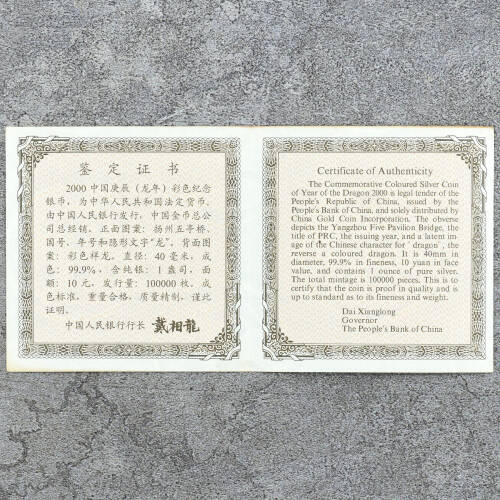 鉴定证书
2000中国庚辰（龙年）彩色纪念
银币，为中华人民共和国法定货币。
由中国人民银行发行，中国金币总公
司总经销。正面图案：扬州五亭桥、
国号、年号和隐形文字“龙”。背面图
案：彩色祥龙。直径：40毫米，成
色：99.9%，含纯银：1盎司，面
额：10元，发行量：100000枚。成
色标准，重量合格，质量精制，谨此
证明。
中国人民银行行长 戴相龍
Certificate of Authenticity
The Commemorative Coloured Silver Coin
of Year of the Dragon 2000 is legal tender of the
People's Republic of China, issued by the
People's Bank of China, and solely distributed by
China Gold Coin Incorporation. The obverse
depicts the Yangzhou Five Pavilion Bridge, the
title of PRC, the issuing year, and a latent im
age of the Chinese character for "dragon", the
reverse a coloured dragon. It is 40mm in
diameter, 99.9% in fineness, 10 yuan in face
value, and contains 1 ounce of pure silver.
The total mintage is 100000 pieces. This is to
certify that the coin is proof in quality and is
up to standard as to its fineness and weight.
Dai Xianglong
Governor
The People's Bank of China